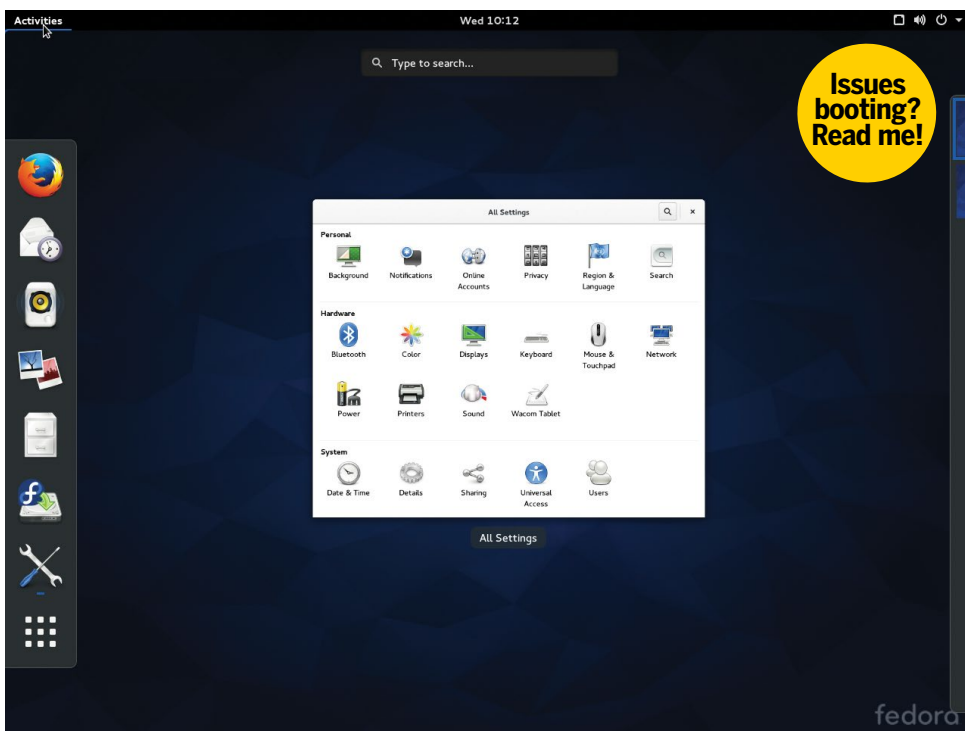 Activities
Wed 10:12
Type to search...
Issues
booting?
Read me!
All Settings
Personal
Background
Notifications
Online
Accounts
Privacy
Region &
Language
Search
Hardware
Bluetooth
Color
Displays
Keyboard
Mouse &
Touchpad
Network
Power
Printers
Sound
Wacom Tablet
System
Date & Time
Details
Sharing
Universal
Access
Users
All Settings
fedora